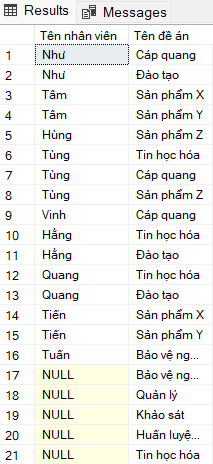 Results Messages
Tên nhân viên Tên đề án
1 Như Cáp quang
2 Như Đào tạo
3 Tâm Sản phẩm X
4 Tâm Sản phẩm Y
5 Hùng Sản phẩm Z
6 Tùng Tin học hóa
7 Tùng Cáp quang
8 Tùng Sản phẩm Z
9 Vinh Cáp quang
10 Hằng Tin học hóa
11 Hằng Đào tạo
12 Quang Tin học hóa
13 Quang Đào tạo
14 Tiến Sản phẩm X
15 Tiến Sản phẩm Y
16 Tuấn Bảo vệ ng...
17 NULL Bảo vệ ng...
18 NULL Quản lý
19 NULL Khảo sát
20 NULL Huấn luyệ...
21 NULL Tin học hóa